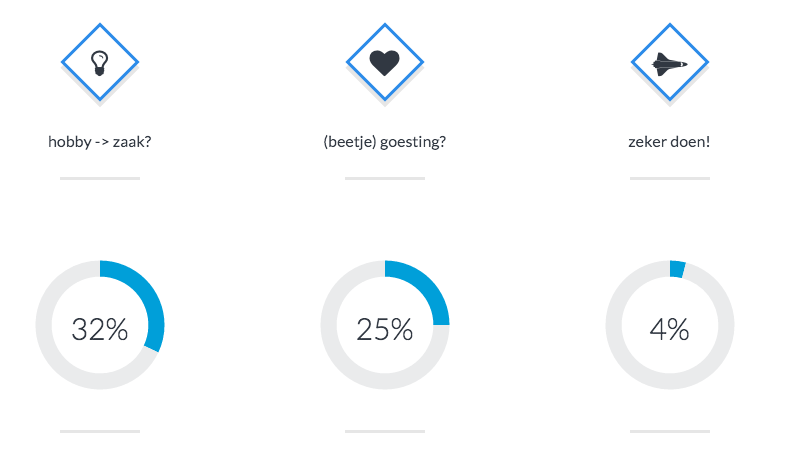 hobby -> zaak?
(beetje) goesting?
zeker doen!
32%
25%
4%